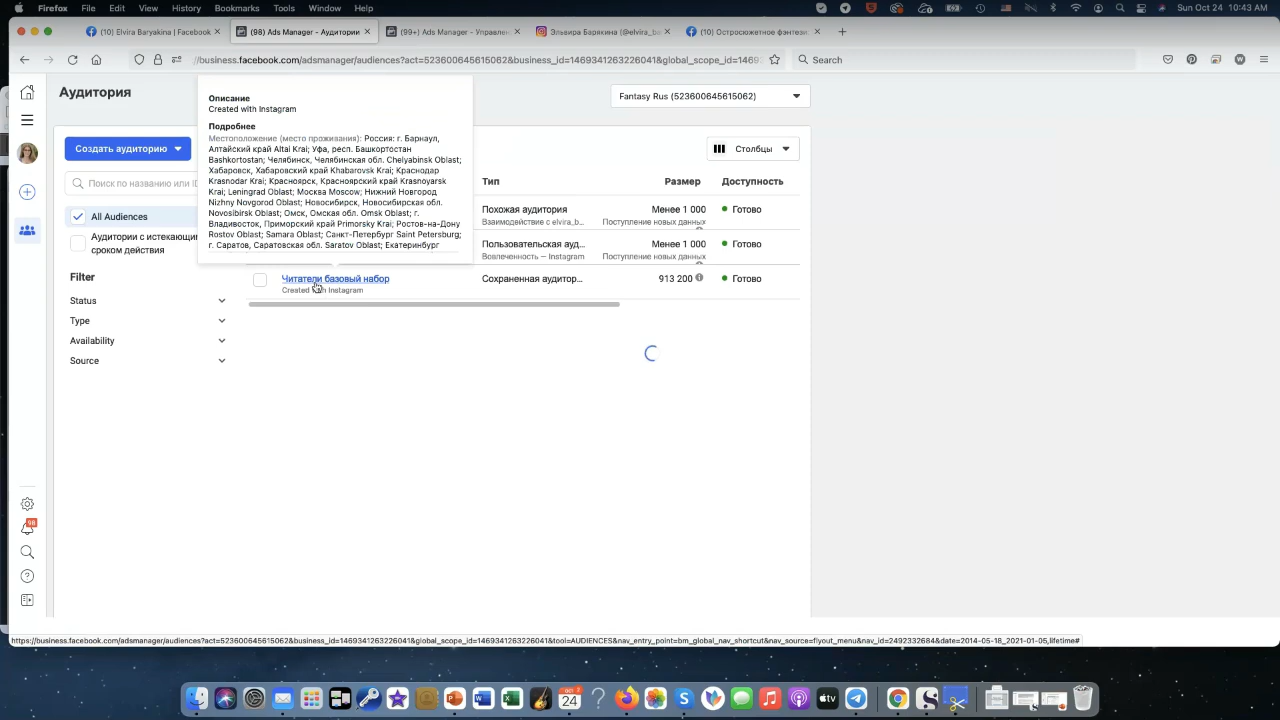 Firefox File Edit View History Bookmarks Tools Window Help
Sun Oct 24 10:43 AM
(10) Elvira Baryakina | Facebook
(98) Ads Manager - Аудитории
(99+) Ads Manager - Управлен
Эльвира Барякина (@elvira_ba
(10) Остросюжетное фэнтези
//business.facebook.com/adsmanager/audiences?act=523600645615062&business_id=1469341263226041&global_scope_id=1469
Search
Аудитория
Fantasy Rus (523600645615062)
Описание
Created with Instagram
Подробнее
Местоположение (место проживания): Россия: г. Барнаул,
Алтайский край Altai Krai; Уфа, респ. Башкортостан
Bashkortostan; Челябинск, Челябинская обл. Chelyabinsk Oblast;
Хабаровск, Хабаровский край Khabarovsk Krai; Краснодар
Krasnodar Krai; Красноярск, Красноярский край Krasnoyarsk
Krai; Leningrad Oblast; Москва Moscow; Нижний Новгород
Nizhny Novgorod Oblast; Новосибирск, Новосибирская обл.
Novosibirsk Oblast; Омск, Омская обл. Omsk Oblast; г.
Владивосток, Приморский край Primorsky Krai; Ростов-на-Дону
Rostov Oblast; Samara Oblast; Санкт-Петербург Saint Petersburg;
г. Саратов, Саратовская обл. Saratov Oblast; Екатеринбург
Создать аудиторию
Столбцы
Поиск по названию или ID
Тип Размер Доступность
All Audiences
Аудитории с истекающим
сроком действия
Похожая аудитория Менее 1 000 Готово
Взаимодействие с elvira_b... Поступление новых данных
Пользовательская ауд... Менее 1 000 Готово
Вовлеченность — Instagram Поступление новых данных
Читатели базовый набор Сохраненная аудитор... 913 200 Готово
Created with Instagram
Filter
Status
Type
Availability
Source
98
https://business.facebook.com/adsmanager/audiences?act=523600645615062&business_id=1469341263226041&global_scope_id=1469341263226041&tool=AUDIENCES&nav_entry_point=bm_global_nav_shortcut&nav_source=flyout_menu&nav_id=2492332684&date=2014-05-18_2021-01-05,lifetime#
OCT
24
tv